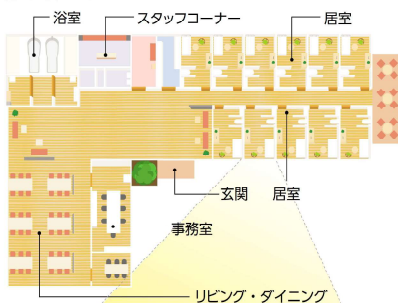 浴室
スタッフコーナー
居室
玄関
居室
事務室
リビング・ダイニング